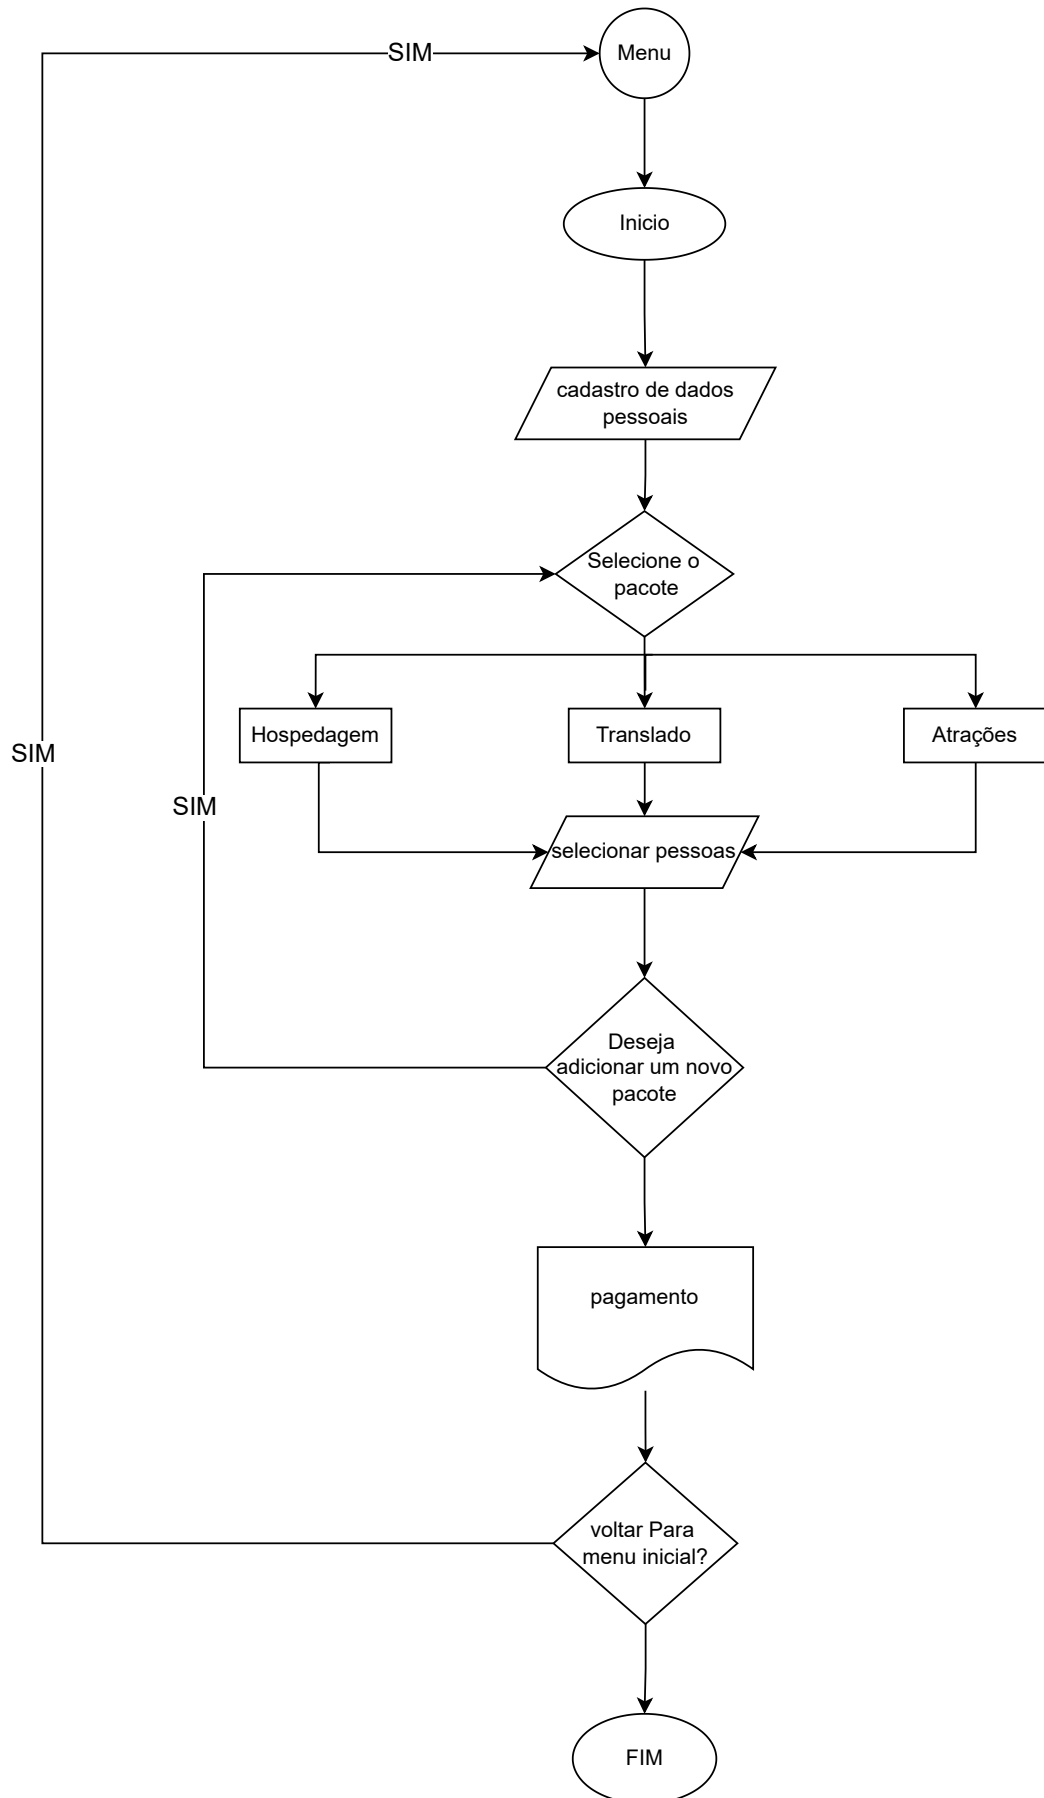 SIM
Menu
Inicio
cadastro de dados
pessoais
Selecione o
pacote
Hospedagem
Translado
Atrações
SIM
SIM
selecionar pessoas
Deseja
adicionar um novo
pacote
pagamento
voltar Para
menu inicial?
FIM